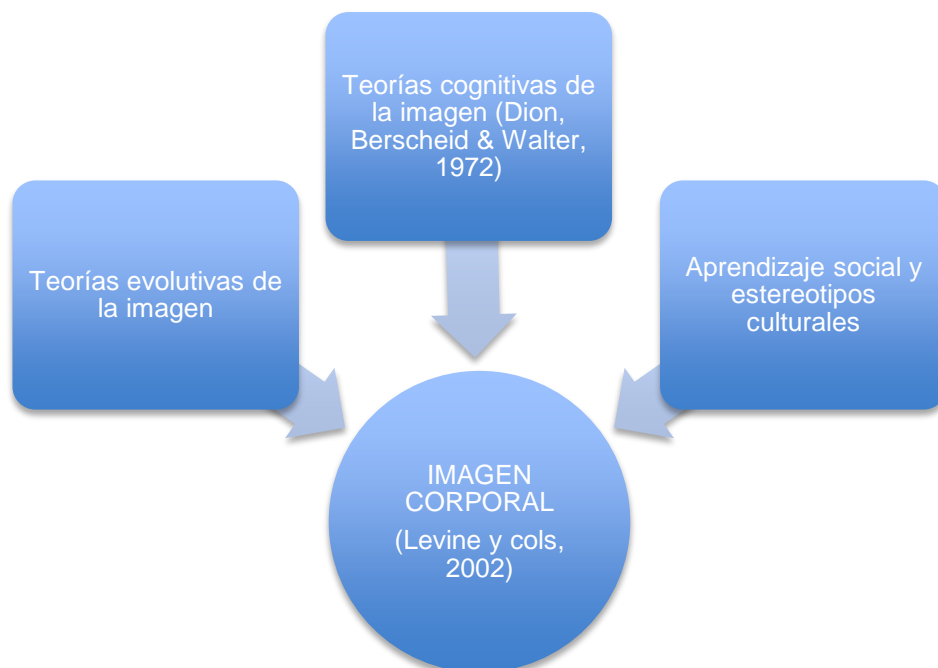 Teorías cognitivas de
la imagen (Dion,
Berscheid & Walter,
1972)
Teorías evolutivas de
la imagen
Aprendizaje social y
estereotipos
culturales
IMAGEN
CORPORAL
(Levine y cols,
2002)